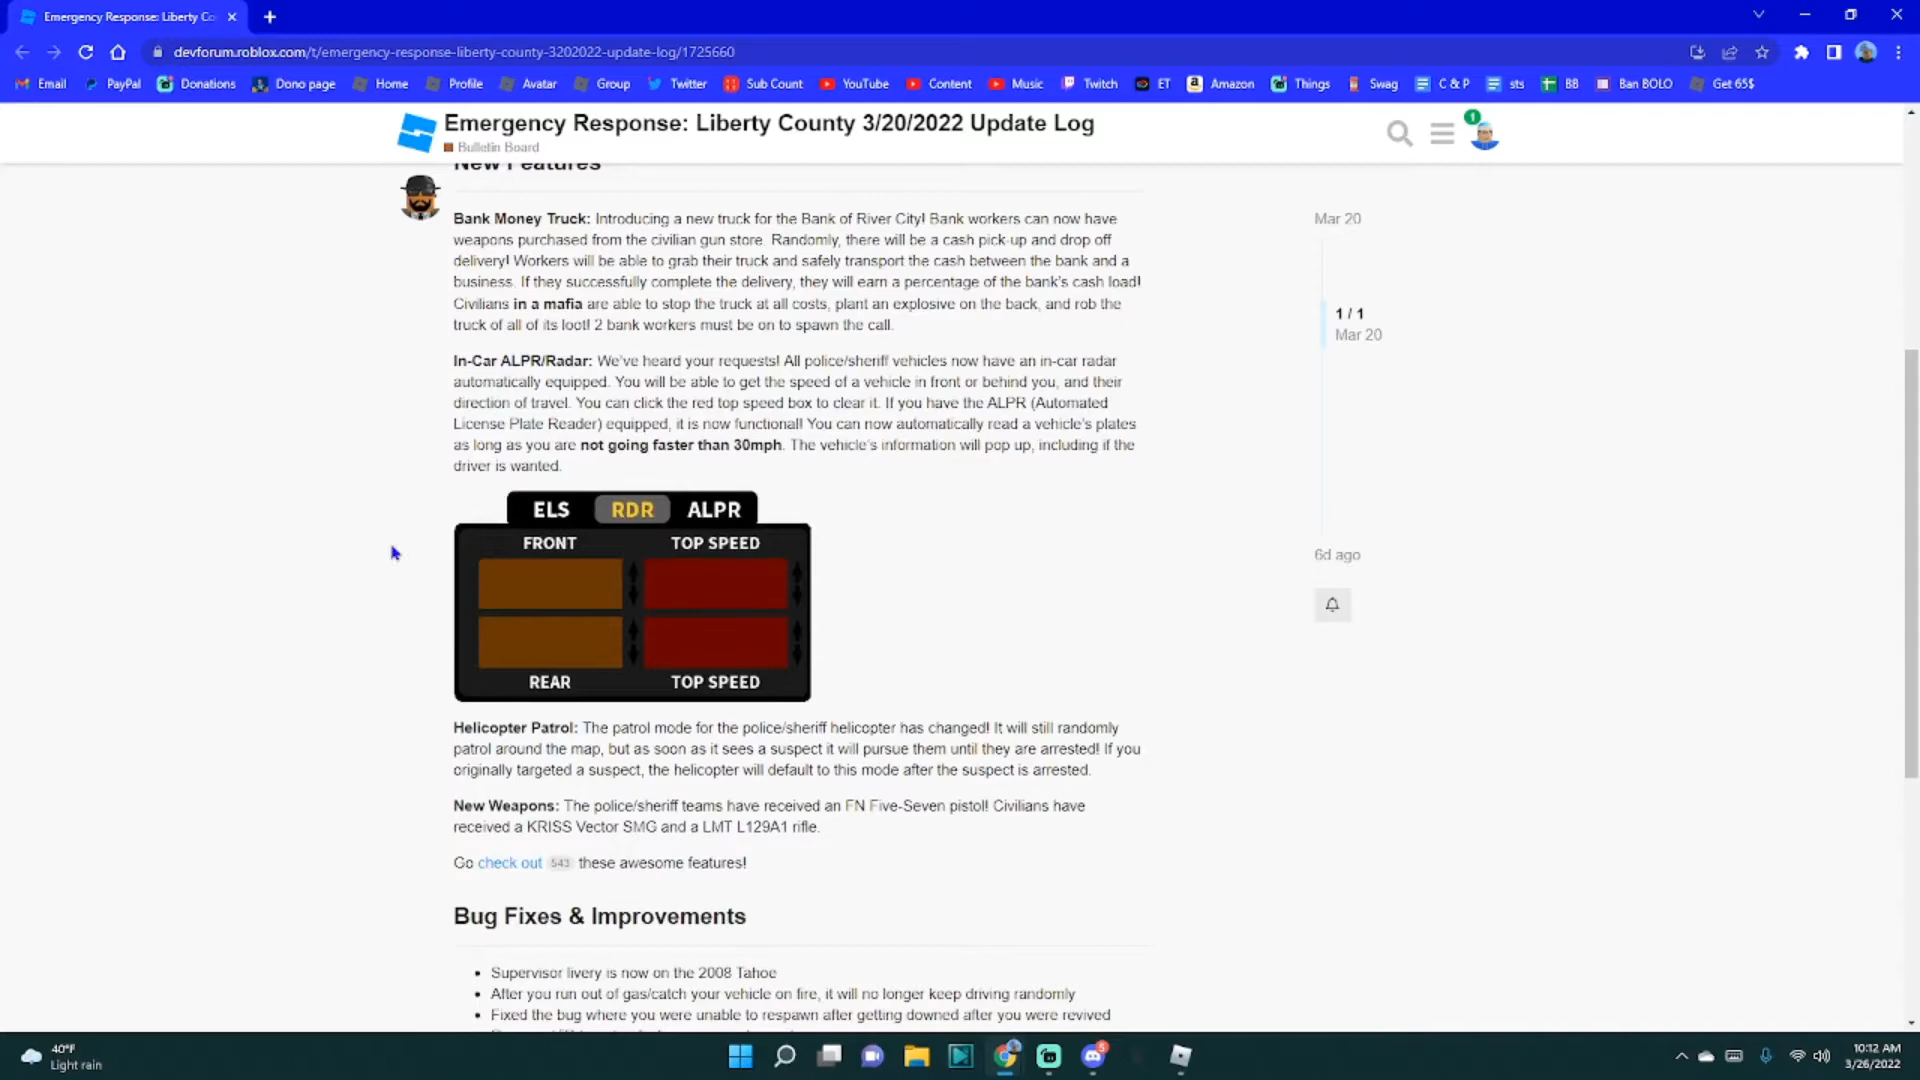 Emergency Response: Liberty Co
devforum.roblox.com/t/emergency-response-liberty-county-3202022-update-log/1725660
Email PayPal Donations Dono page Home Profile Avatar Group Twitter Sub Count YouTube Content Music Twitch ET Amazon Things Swag C & P sts BB Ban BOLO Get 65$
Emergency Response: Liberty County 3/20/2022 Update Log
1
Bulletin Board
New Features
Bank Money Truck: Introducing a new truck for the Bank of River City! Bank workers can now have
weapons purchased from the civilian gun store. Randomly, there will be a cash pick-up and drop off
delivery! Workers will be able to grab their truck and safely transport the cash between the bank and a
business. If they successfully complete the delivery, they will earn a percentage of the bank's cash load!
Civilians in a mafia are able to stop the truck at all costs, plant an explosive on the back, and rob the
truck of all of its loot! 2 bank workers must be on to spawn the call.
Mar 20
1 / 1
Mar 20
6d ago
In-Car ALPR/Radar: We've heard your requests! All police/sheriff vehicles now have an in-car radar
automatically equipped. You will be able to get the speed of a vehicle in front or behind you, and their
direction of travel. You can click the red top speed box to clear it. If you have the ALPR (Automated
License Plate Reader) equipped, it is now functional! You can now automatically read a vehicle's plates
as long as you are not going faster than 30mph. The vehicle's information will pop up, including if the
driver is wanted.
ELS RDR ALPR
FRONT TOP SPEED
REAR TOP SPEED
Helicopter Patrol: The patrol mode for the police/sheriff helicopter has changed! It will still randomly
patrol around the map, but as soon as it sees a suspect it will pursue them until they are arrested! If you
originally targeted a suspect, the helicopter will default to this mode after the suspect is arrested.
New Weapons: The police/sheriff teams have received an FN Five-Seven pistol! Civilians have
received a KRISS Vector SMG and a LMT L129A1 rifle.
Go check out 543 these awesome features!
Bug Fixes & Improvements
• Supervisor livery is now on the 2008 Tahoe
• After you run out of gas/catch your vehicle on fire, it will no longer keep driving randomly
• Fixed the bug where you were unable to respawn after getting downed after you were revived
40°F
Light rain
5
10:12 AM
3/26/2022